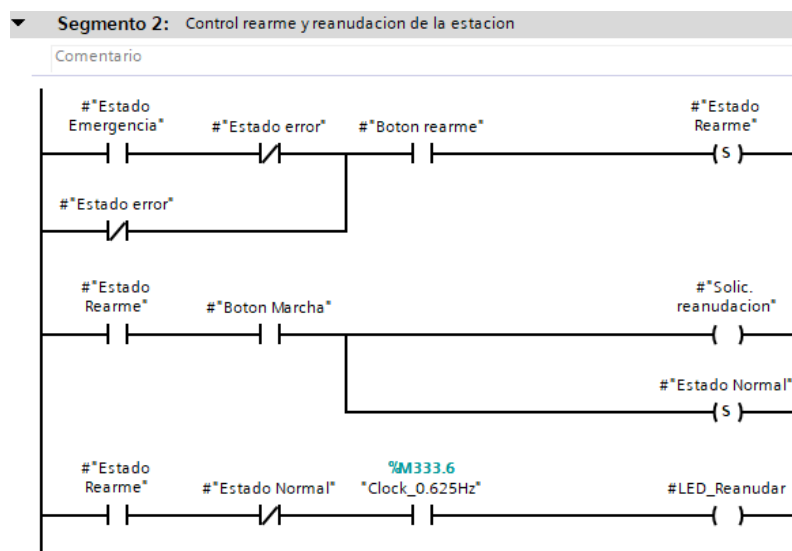 Segmento 2: Control rearme y reanudacion de la estacion
Comentario
#"Estado
Emergencia"
#"Estado error"
#"Boton rearme"
#"Estado
Rearme"
S
#"Estado error"
#"Estado
Rearme"
#"Boton Marcha"
#"Solic.
reanudacion"
#"Estado Normal"
S
#"Estado
Rearme"
#"Estado Normal"
%M333.6
"Clock_0.625Hz"
#LED_Reanudar